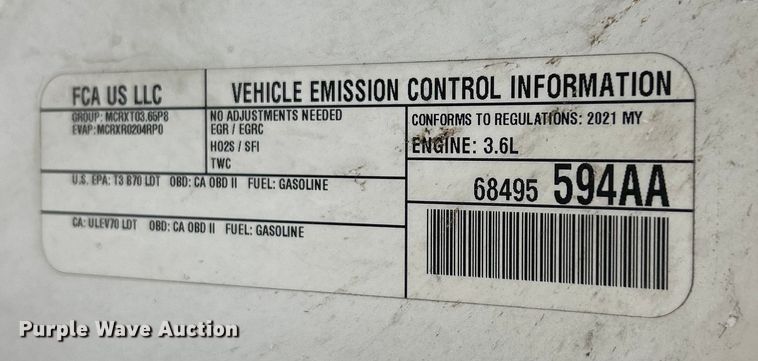 FCA US LLC
VEHICLE EMISSION CONTROL INFORMATION
GROUP: MCRXT03.65P8
EVAP: MCRXR0204RP0
NO ADJUSTMENTS NEEDED
EGR / EGRC
HO2S / SFI
TWC
CONFORMS TO REGULATIONS: 2021 MY
ENGINE: 3.6L
U.S. EPA: T3 B70 LDT OBD: CA OBD II FUEL: GASOLINE
68495 594AA
CA: ULEV70 LDT OBD: CA OBD II FUEL: GASOLINE
Purple Wave Auction